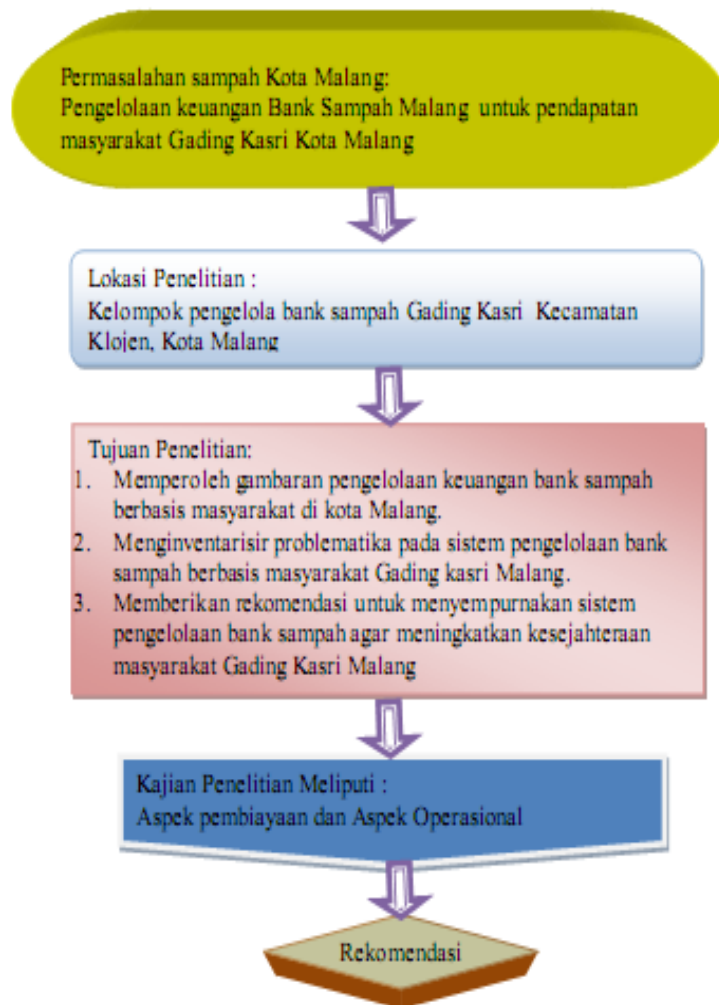 Permasalahan sampah Kota Malang:
Pengelolaan keuangan Bank Sampah Malang untuk pendapatan
masyarakat Gading Kasri Kota Malang
Lokasi Penelitian :
Kelompok pengelola bank sampah Gading Kasri Kecamatan
Klojen, Kota Malang
Tujuan Penelitian:
1. Memperoleh gambaran pengelolaan keuangan bank sampah
berbasis masyarakat di kota Malang.
2. Menginventarisir problematika pada sistem pengelolaan bank
sampah berbasis masyarakat Gading kasri Malang.
3. Memberikan rekomendasi untuk menyempurnakan sistem
pengelolaan bank sampah agar meningkatkan kesejahteraan
masyarakat Gading Kasri Malang
Kajian Penelitian Meliputi :
Aspek pembiayaan dan Aspek Operasional
Rekomendasi